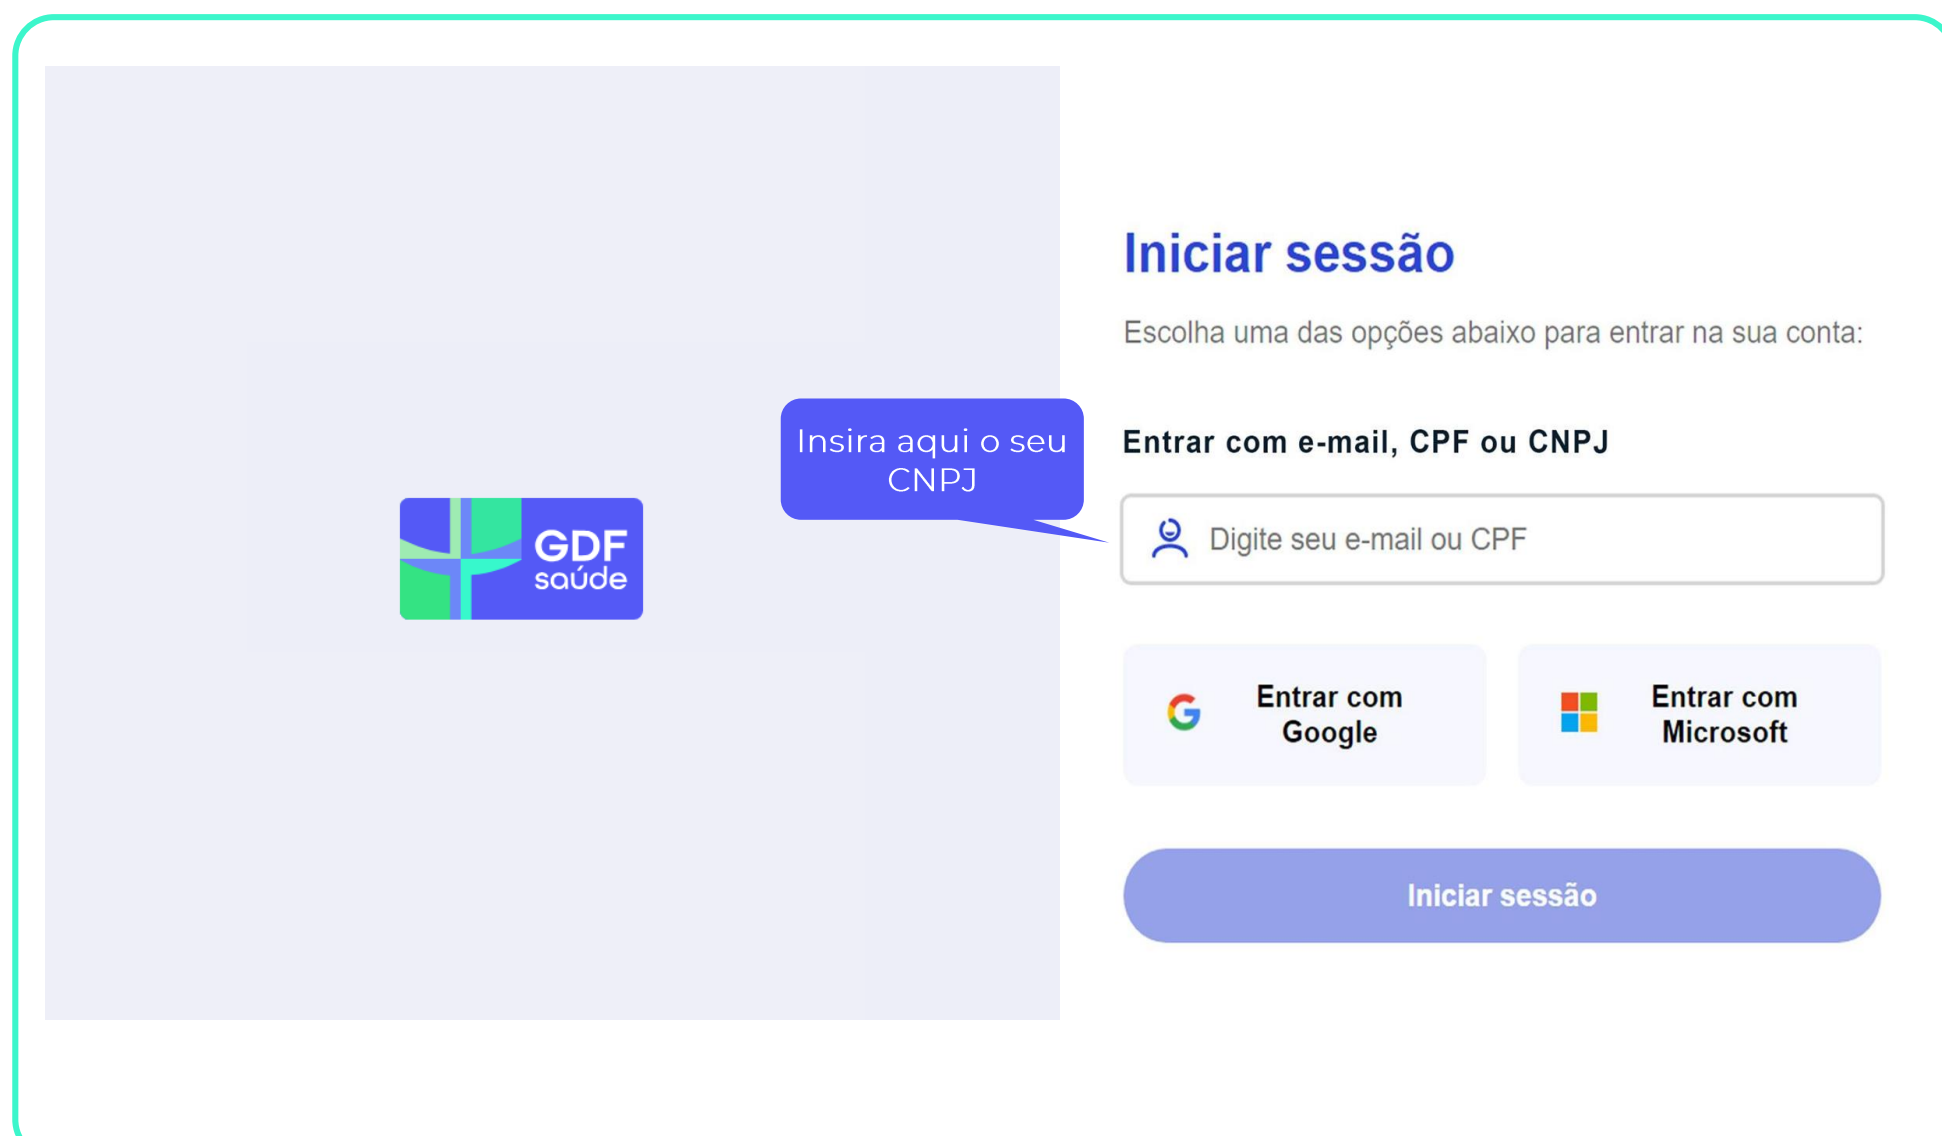 Iniciar sessão
Escolha uma das opções abaixo para entrar na sua conta:
Insira aqui o seu
CNPJ
Entrar com e-mail, CPF ou CNPJ
GDF
saúde
Digite seu e-mail ou CPF
Entrar com
Google
Entrar com
Microsoft
Iniciar sessão